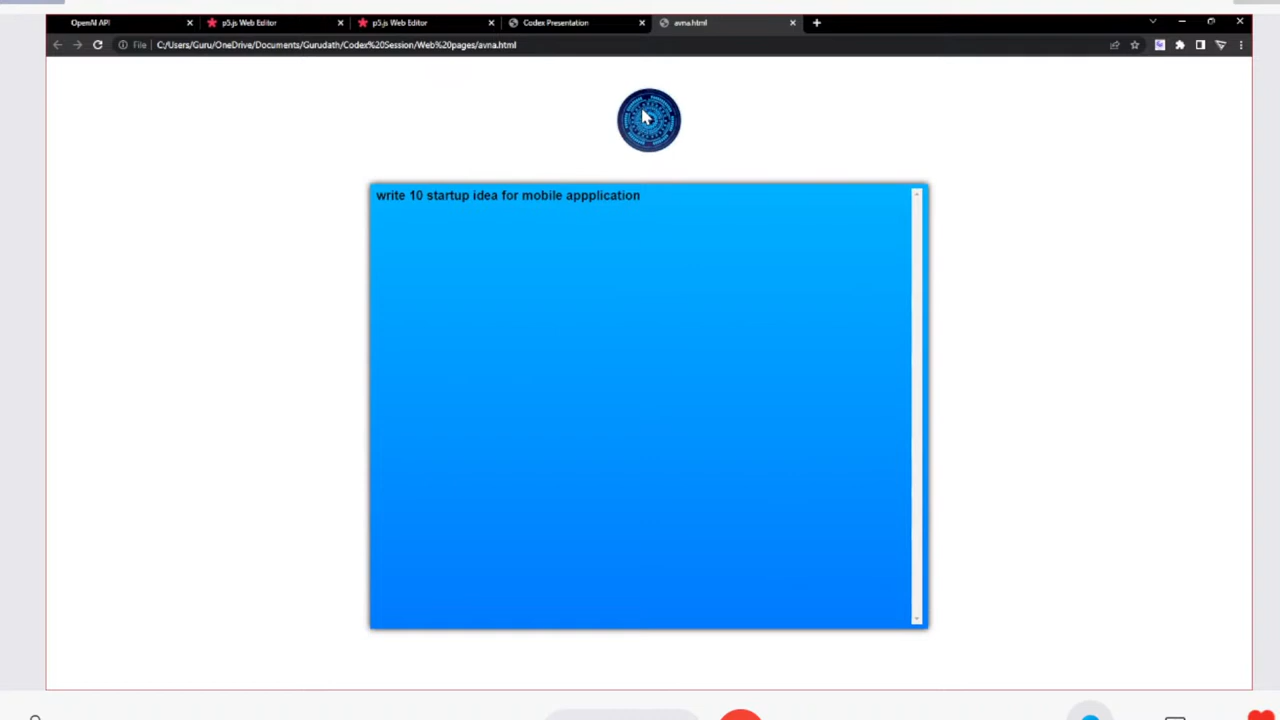 OpenAI API
p5.js Web Editor
p5.js Web Editor
Codex Presentation
avna.html
File
C:/Users/Guru/OneDrive/Documents/Gurudath/Codex%20Session/Web%20pages/avna.html
write 10 startup idea for mobile appplication